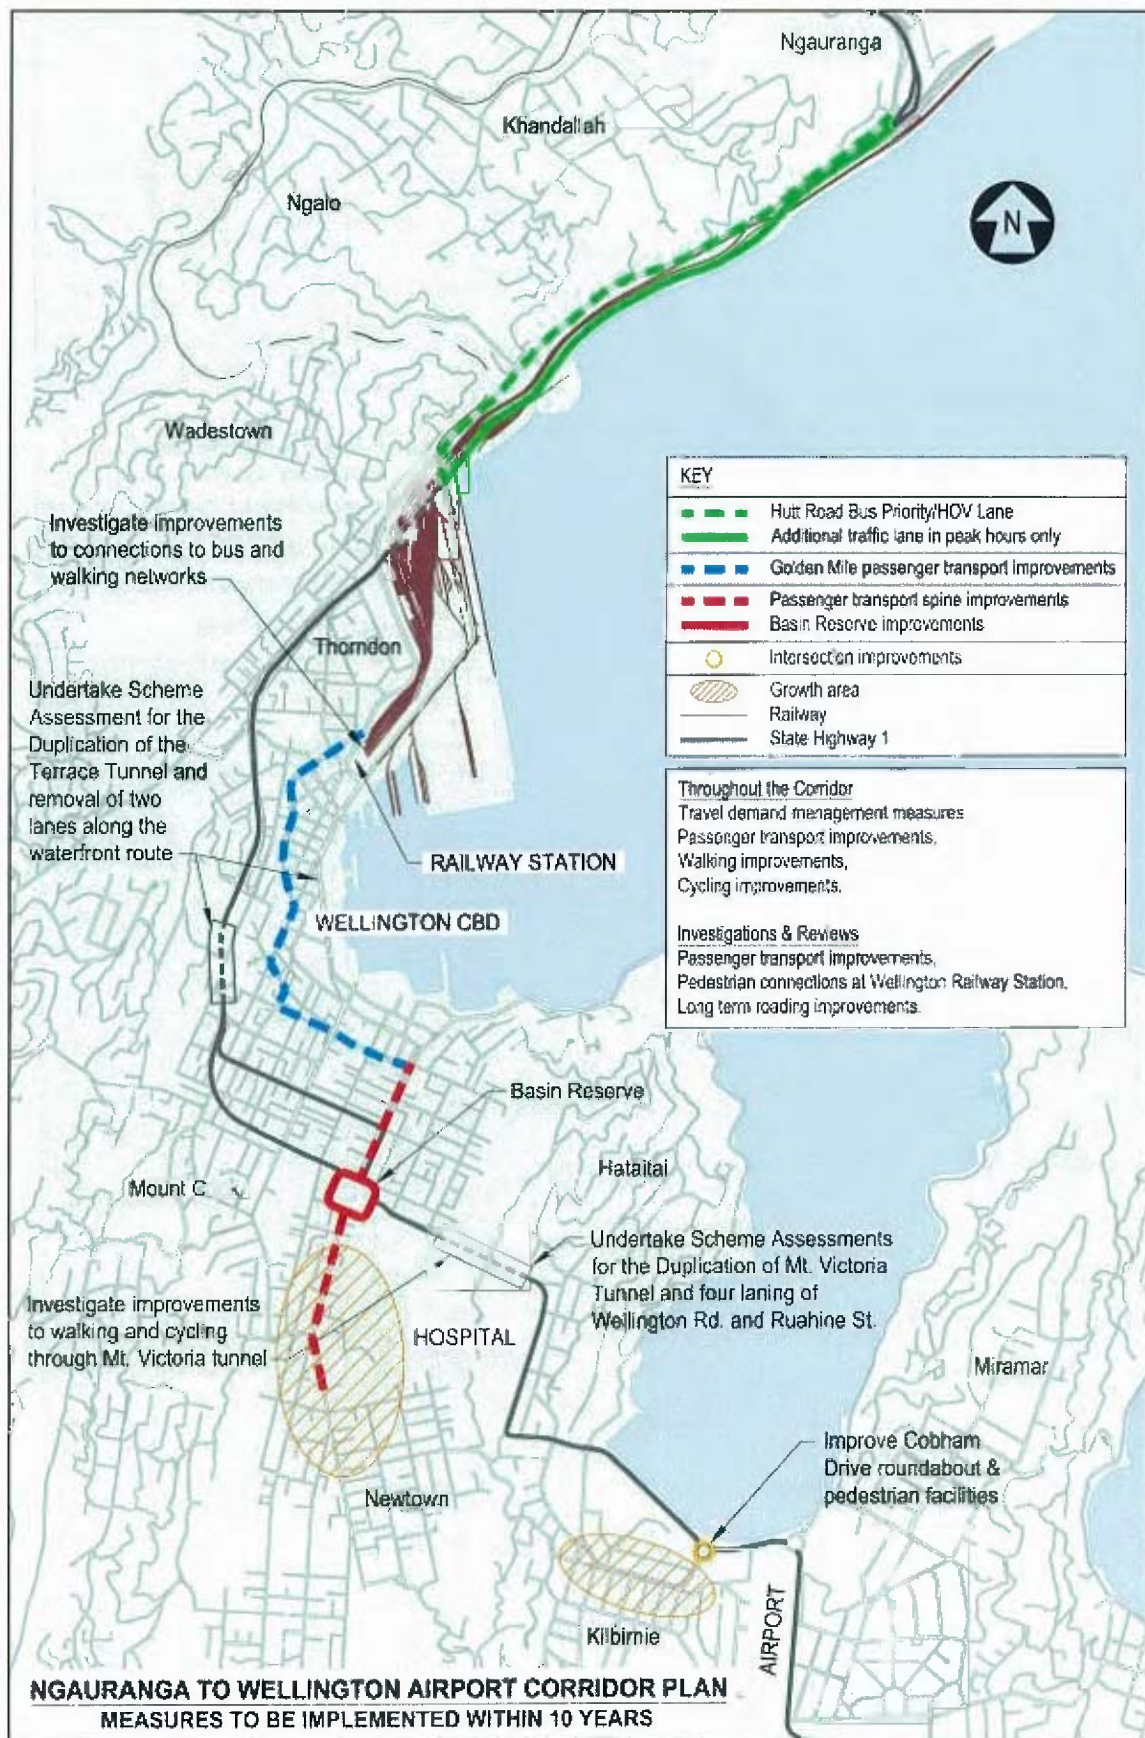 Ngauranga
Khandallah
Ngaio
N
Wadestown
Investigate improvements
to connections to bus and
walking networks
KEY
Hutt Road Bus Priority/HOV Lane
Additional traffic lane in peak hours only
Golden Mile passenger transport improvements
Passenger transport spine improvements
Basin Reserve improvements
Intersection improvements
Growth area
Railway
State Highway 1
Thorndon
Undertake Scheme
Assessment for the
Duplication of the
Terrace Tunnel and
removal of two
lanes along the
waterfront route
Throughout the Corridor
Travel demand management measures
Passenger transport improvements,
Walking improvements,
Cycling improvements.
Investigations & Reviews
Passenger transport improvements,
Pedestrian connections at Wellington Railway Station,
Long term roading improvements.
RAILWAY STATION
WELLINGTON CBD
Basin Reserve
Hataitai
Mount C
Undertake Scheme Assessments
for the Duplication of Mt. Victoria
Tunnel and four laning of
Wellington Rd. and Ruahine St.
Investigate improvements
to walking and cycling
through Mt. Victoria tunnel
HOSPITAL
Miramar
Improve Cobham
Drive roundabout &
pedestrian facilities
Newtown
Kilbirnie
AIRPORT
NGAURANGA TO WELLINGTON AIRPORT CORRIDOR PLAN
MEASURES TO BE IMPLEMENTED WITHIN 10 YEARS